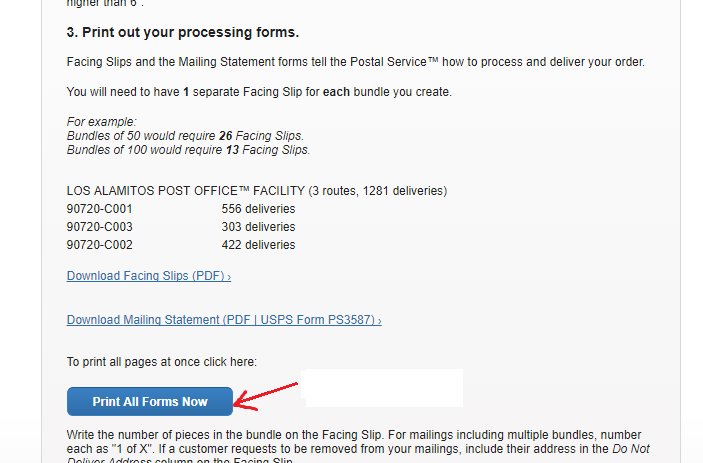 higher than 6".
3. Print out your processing forms.
Facing Slips and the Mailing Statement forms tell the Postal Service™ how to process and deliver your order.
You will need to have 1 separate Facing Slip for each bundle you create.
For example:
Bundles of 50 would require 26 Facing Slips.
Bundles of 100 would require 13 Facing Slips.
LOS ALAMITOS POST OFFICE™ FACILITY (3 routes, 1281 deliveries)
90720-C001 556 deliveries
90720-C003 303 deliveries
90720-C002 422 deliveries
Download Facing Slips (PDF) ›
Download Mailing Statement (PDF | USPS Form PS3587) ›
To print all pages at once click here:
Print All Forms Now
Write the number of pieces in the bundle on the Facing Slip. For mailings including multiple bundles, number
each as "1 of X". If a customer requests to be removed from your mailings, include their address in the Do Not
Deliver Address column on the Facing Slip.